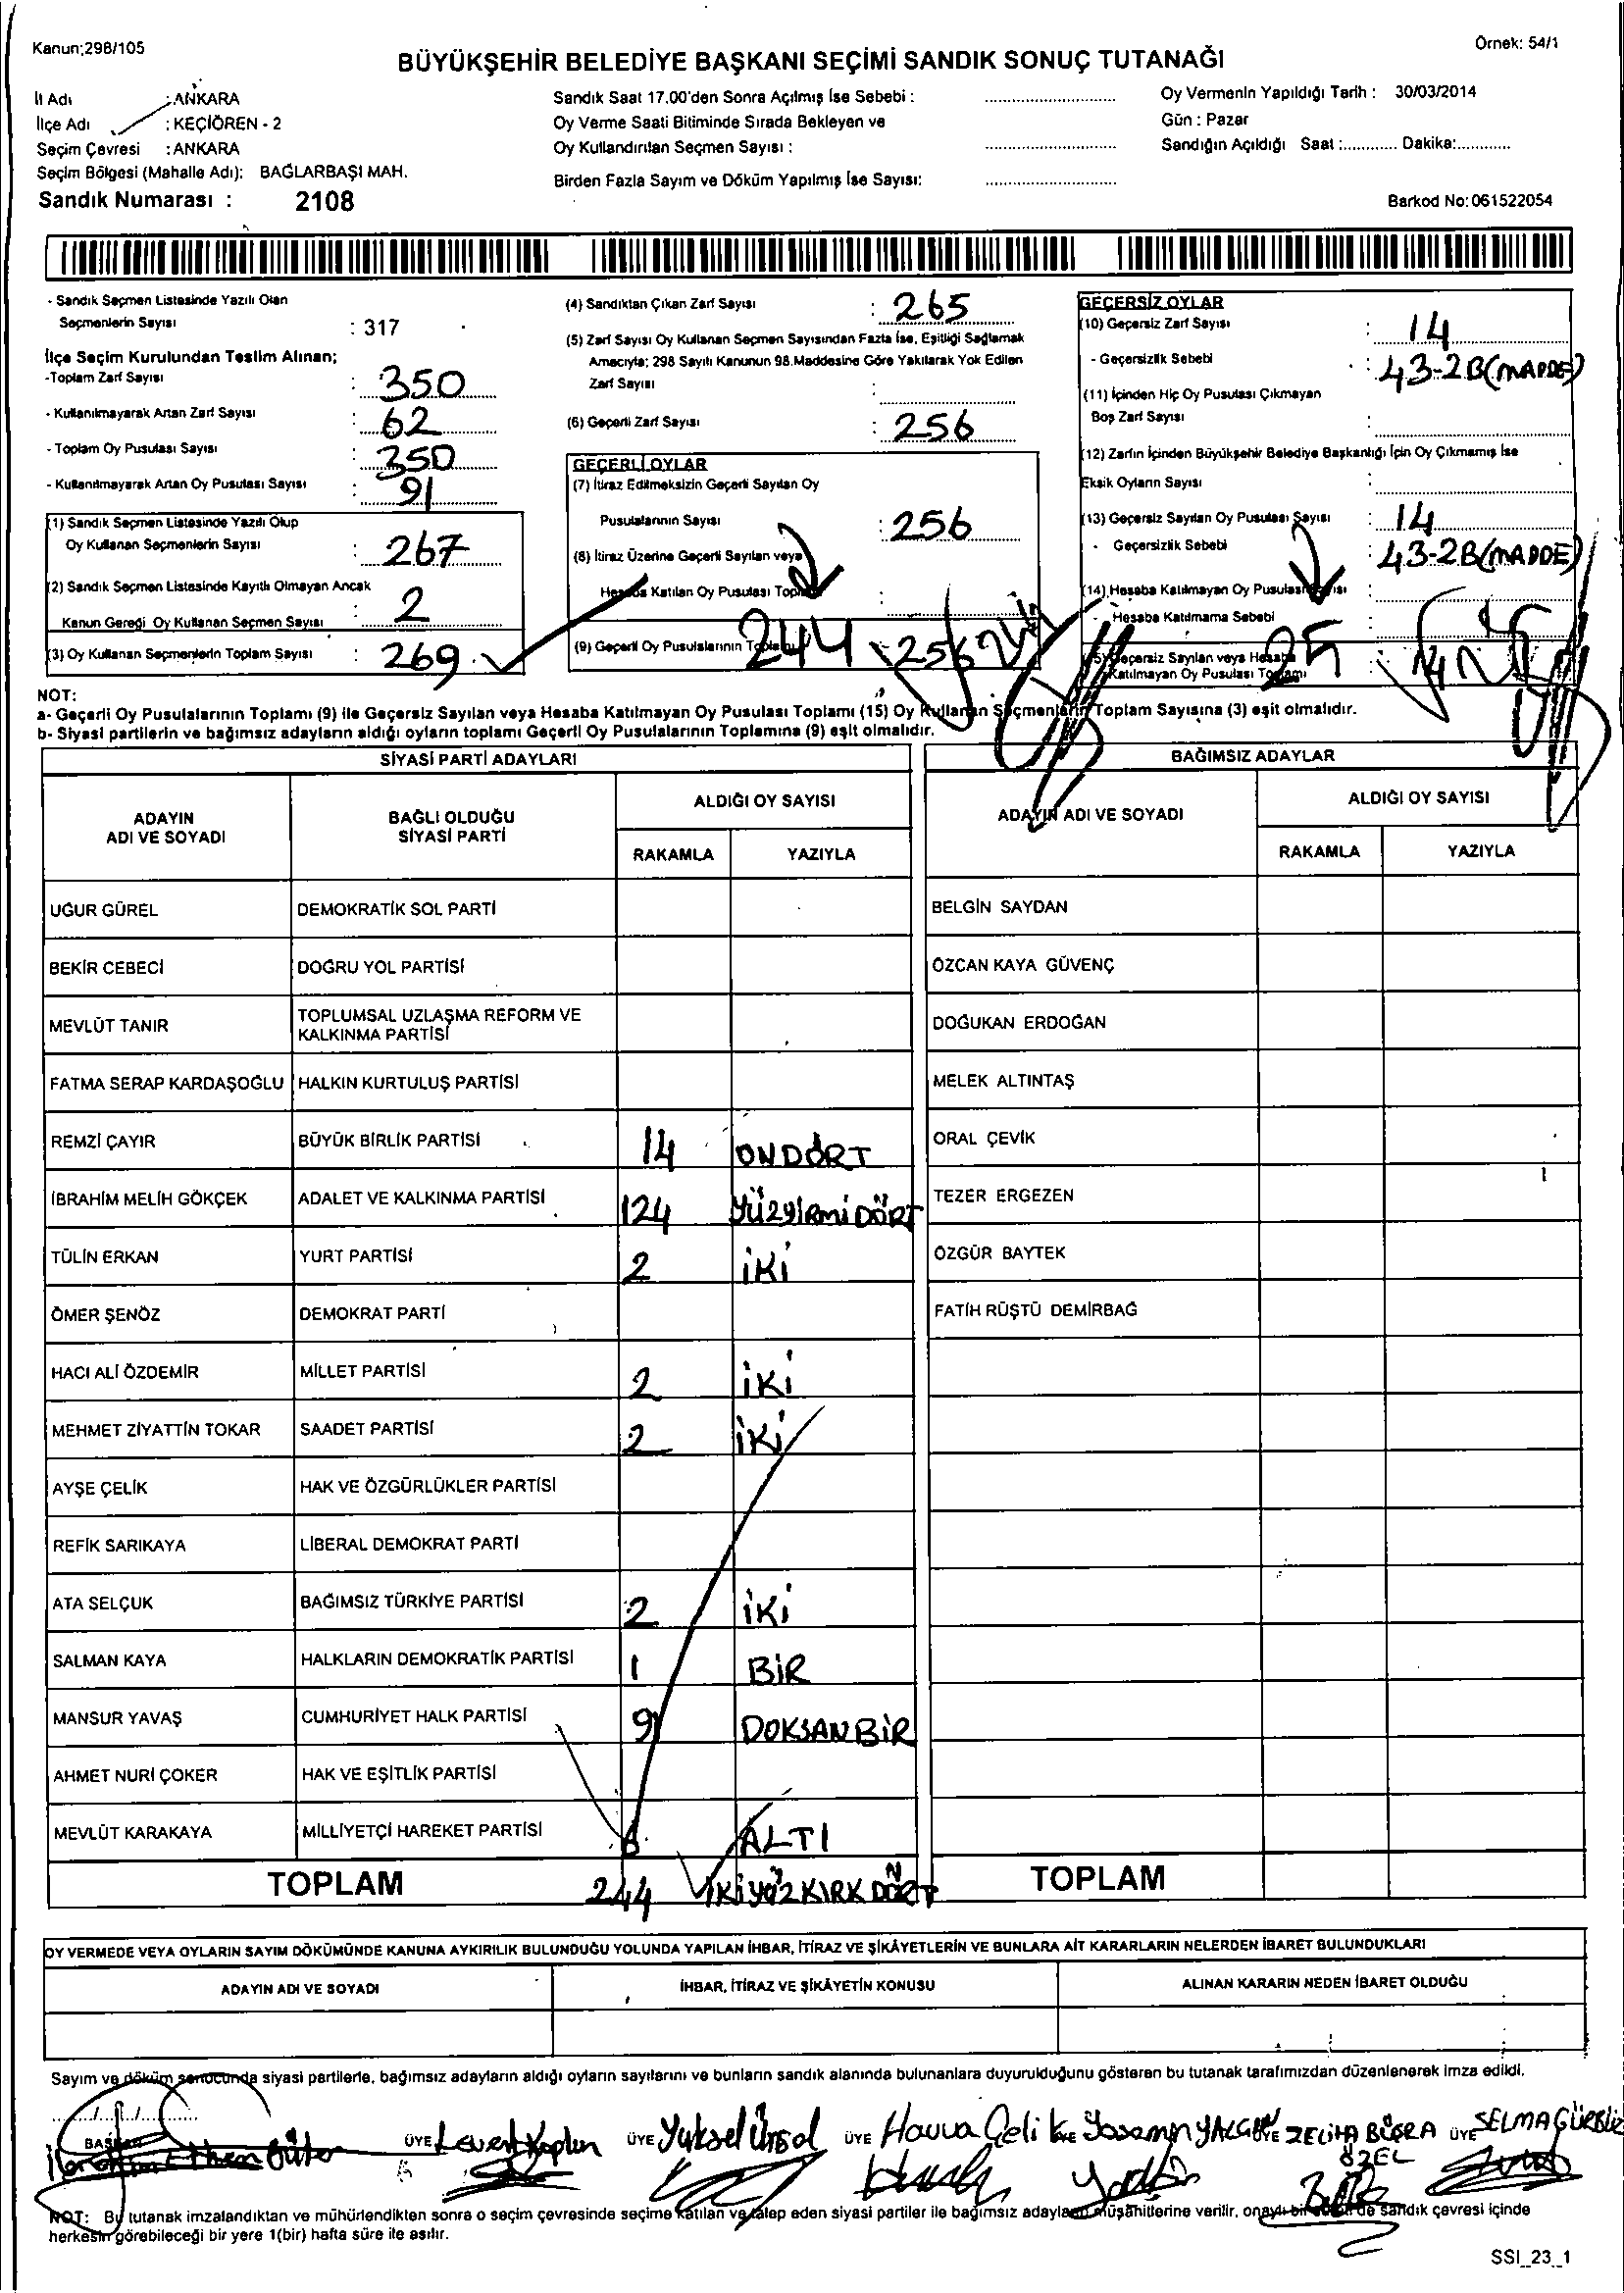 Kanun;298/105
Örnek: 54/1
BÜYÜKŞEHİR BELEDİYE BAŞKANI SEÇİMİ SANDIK SONUÇ TUTANAĞI
İl Adı : ANKARA
İlçe Adı : KEÇİÖREN - 2
Seçim Çevresi : ANKARA
Seçim Bölgesi (Mahalle Adı): BAĞLARBAŞI MAH.
Sandık Numarası : 2108
Sandık Saat 17.00'den Sonra Açılmış İse Sebebi :
Oy Verme Saati Bitiminde Sırada Bekleyen ve
Oy Kullandırılan Seçmen Sayısı :
Birden Fazla Sayım ve Döküm Yapılmış İse Sayısı:
Oy Vermenin Yapıldığı Tarih : 30/03/2014
Gün : Pazar
Sandığın Açıldığı Saat :............ Dakika:............
Barkod No: 061522054
- Sandık Seçmen Listesinde Yazılı Olan
Seçmenlerin Sayısı : 317
İlçe Seçim Kurulundan Teslim Alınan;
-Toplam Zarf Sayısı : 350
- Kullanılmayarak Artan Zarf Sayısı : 62
- Toplam Oy Pusulası Sayısı : 350
- Kullanılmayarak Artan Oy Pusulası Sayısı : 91
(1) Sandık Seçmen Listesinde Yazılı Olup
Oy Kullanan Seçmenlerin Sayısı : 267
(2) Sandık Seçmen Listesinde Kayıtlı Olmayan Ancak
Kanun Gereği Oy Kullanan Seçmen Sayısı : 2
(3) Oy Kullanan Seçmenlerin Toplam Sayısı : 269
(4) Sandıktan Çıkan Zarf Sayısı : 265
(5) Zarf Sayısı Oy Kullanan Seçmen Sayısından Fazla İse, Eşitliği Sağlamak
Amacıyla; 298 Sayılı Kanunun 98.Maddesine Göre Yakılarak Yok Edilen
Zarf Sayısı :
(6) Geçerli Zarf Sayısı : 256
GEÇERLİ OYLAR
(7) İtiraz Edilmeksizin Geçerli Sayılan Oy
Pusulalarının Sayısı : 256
(8) İtiraz Üzerine Geçerli Sayılan veya
Hesaba Katılan Oy Pusulası Toplamı :
(9) Geçerli Oy Pusulalarının Toplamı 244 256 244
GEÇERSİZ OYLAR
(10) Geçersiz Zarf Sayısı : 14
- Geçersizlik Sebebi : 43-2B(MADDE)
(11) İçinden Hiç Oy Pusulası Çıkmayan
Boş Zarf Sayısı :
(12) Zarfın İçinden Büyükşehir Belediye Başkanlığı İçin Oy Çıkmamış İse
Eksik Oyların Sayısı :
(13) Geçersiz Sayılan Oy Pusulası Sayısı : 14
- Geçersizlik Sebebi : 43-2B(MADDE)
(14) Hesaba Katılmayan Oy Pusulası Sayısı :
Hesaba Katılmama Sebebi :
(15) Geçersiz Sayılan veya Hesaba
Katılmayan Oy Pusulası Toplamı 25 14
NOT:
a- Geçerli Oy Pusulalarının Toplamı (9) ile Geçersiz Sayılan veya Hesaba Katılmayan Oy Pusulası Toplamı (15) Oy Kullanan Seçmenlerin Toplam Sayısına (3) eşit olmalıdır.
b- Siyasi partilerin ve bağımsız adayların aldığı oyların toplamı Geçerli Oy Pusulalarının Toplamına (9) eşit olmalıdır.
SİYASİ PARTİ ADAYLARI
ADAYIN ADI VE SOYADI
BAĞLI OLDUĞU SİYASİ PARTİ
ALDIĞI OY SAYISI
RAKAMLA YAZIYLA
UĞUR GÜREL DEMOKRATİK SOL PARTİ
BEKİR CEBECİ DOĞRU YOL PARTİSİ
MEVLÜT TANIR TOPLUMSAL UZLAŞMA REFORM VE KALKINMA PARTİSİ
FATMA SERAP KARDAŞOĞLU HALKIN KURTULUŞ PARTİSİ
REMZİ ÇAYIR BÜYÜK BİRLİK PARTİSİ 14 ONDÖRT
İBRAHİM MELİH GÖKÇEK ADALET VE KALKINMA PARTİSİ 124 YÜZYİRMİDÖRT
TÜLİN ERKAN YURT PARTİSİ 2 İKİ
ÖMER ŞENÖZ DEMOKRAT PARTİ
HACI ALİ ÖZDEMİR MİLLET PARTİSİ 2 İKİ
MEHMET ZİYATTİN TOKAR SAADET PARTİSİ 2 İKİ
AYŞE ÇELİK HAK VE ÖZGÜRLÜKLER PARTİSİ
REFİK SARIKAYA LİBERAL DEMOKRAT PARTİ
ATA SELÇUK BAĞIMSIZ TÜRKİYE PARTİSİ 2 İKİ
SALMAN KAYA HALKLARIN DEMOKRATİK PARTİSİ 1 BİR
MANSUR YAVAŞ CUMHURİYET HALK PARTİSİ 91 DOKSANBİR
AHMET NURİ ÇOKER HAK VE EŞİTLİK PARTİSİ
MEVLÜT KARAKAYA MİLLİYETÇİ HAREKET PARTİSİ 6 ALTI
TOPLAM 244 İKİYÜZKIRKDÖRT
BAĞIMSIZ ADAYLAR
ADAYIN ADI VE SOYADI
ALDIĞI OY SAYISI
RAKAMLA YAZIYLA
BELGİN SAYDAN
ÖZCAN KAYA GÜVENÇ
DOĞUKAN ERDOĞAN
MELEK ALTINTAŞ
ORAL ÇEVİK
TEZER ERGEZEN
ÖZGÜR BAYTEK
FATİH RÜŞTÜ DEMİRBAĞ
TOPLAM
OY VERMEDE VEYA OYLARIN SAYIM DÖKÜMÜNDE KANUNA AYKIRILIK BULUNDUĞU YOLUNDA YAPILAN İHBAR, İTİRAZ VE ŞİKÂYETLERİN VE BUNLARA AİT KARARLARIN NELERDEN İBARET BULUNDUKLARI
ADAYIN ADI VE SOYADI İHBAR, İTİRAZ VE ŞİKÂYETİN KONUSU ALINAN KARARIN NEDEN İBARET OLDUĞU
Sayım ve döküm sonucunda siyasi partilerle, bağımsız adayların aldığı oyların sayılarını ve bunların sandık alanında bulunanlara duyurulduğunu gösteren bu tutanak tarafımızdan düzenlenerek imza edildi.
BAŞKAN ÜYE Levent Kaplan ÜYE Yüksel Ünsal ÜYE Havva Çelik ÜYE Yasemin YALÇIN ÜYE ZELİHA BÜŞRA ÖZEL ÜYE SELMA GÜRBÜZ
NOT: Bu tutanak imzalandıktan ve mühürlendikten sonra o seçim çevresinde seçime katılan ve talep eden siyasi partiler ile bağımsız adayların müşahitlerine verilir, onaylı bir sureti de sandık çevresi içinde
herkesin görebileceği bir yere 1(bir) hafta süre ile asılır.
SSI_23_1